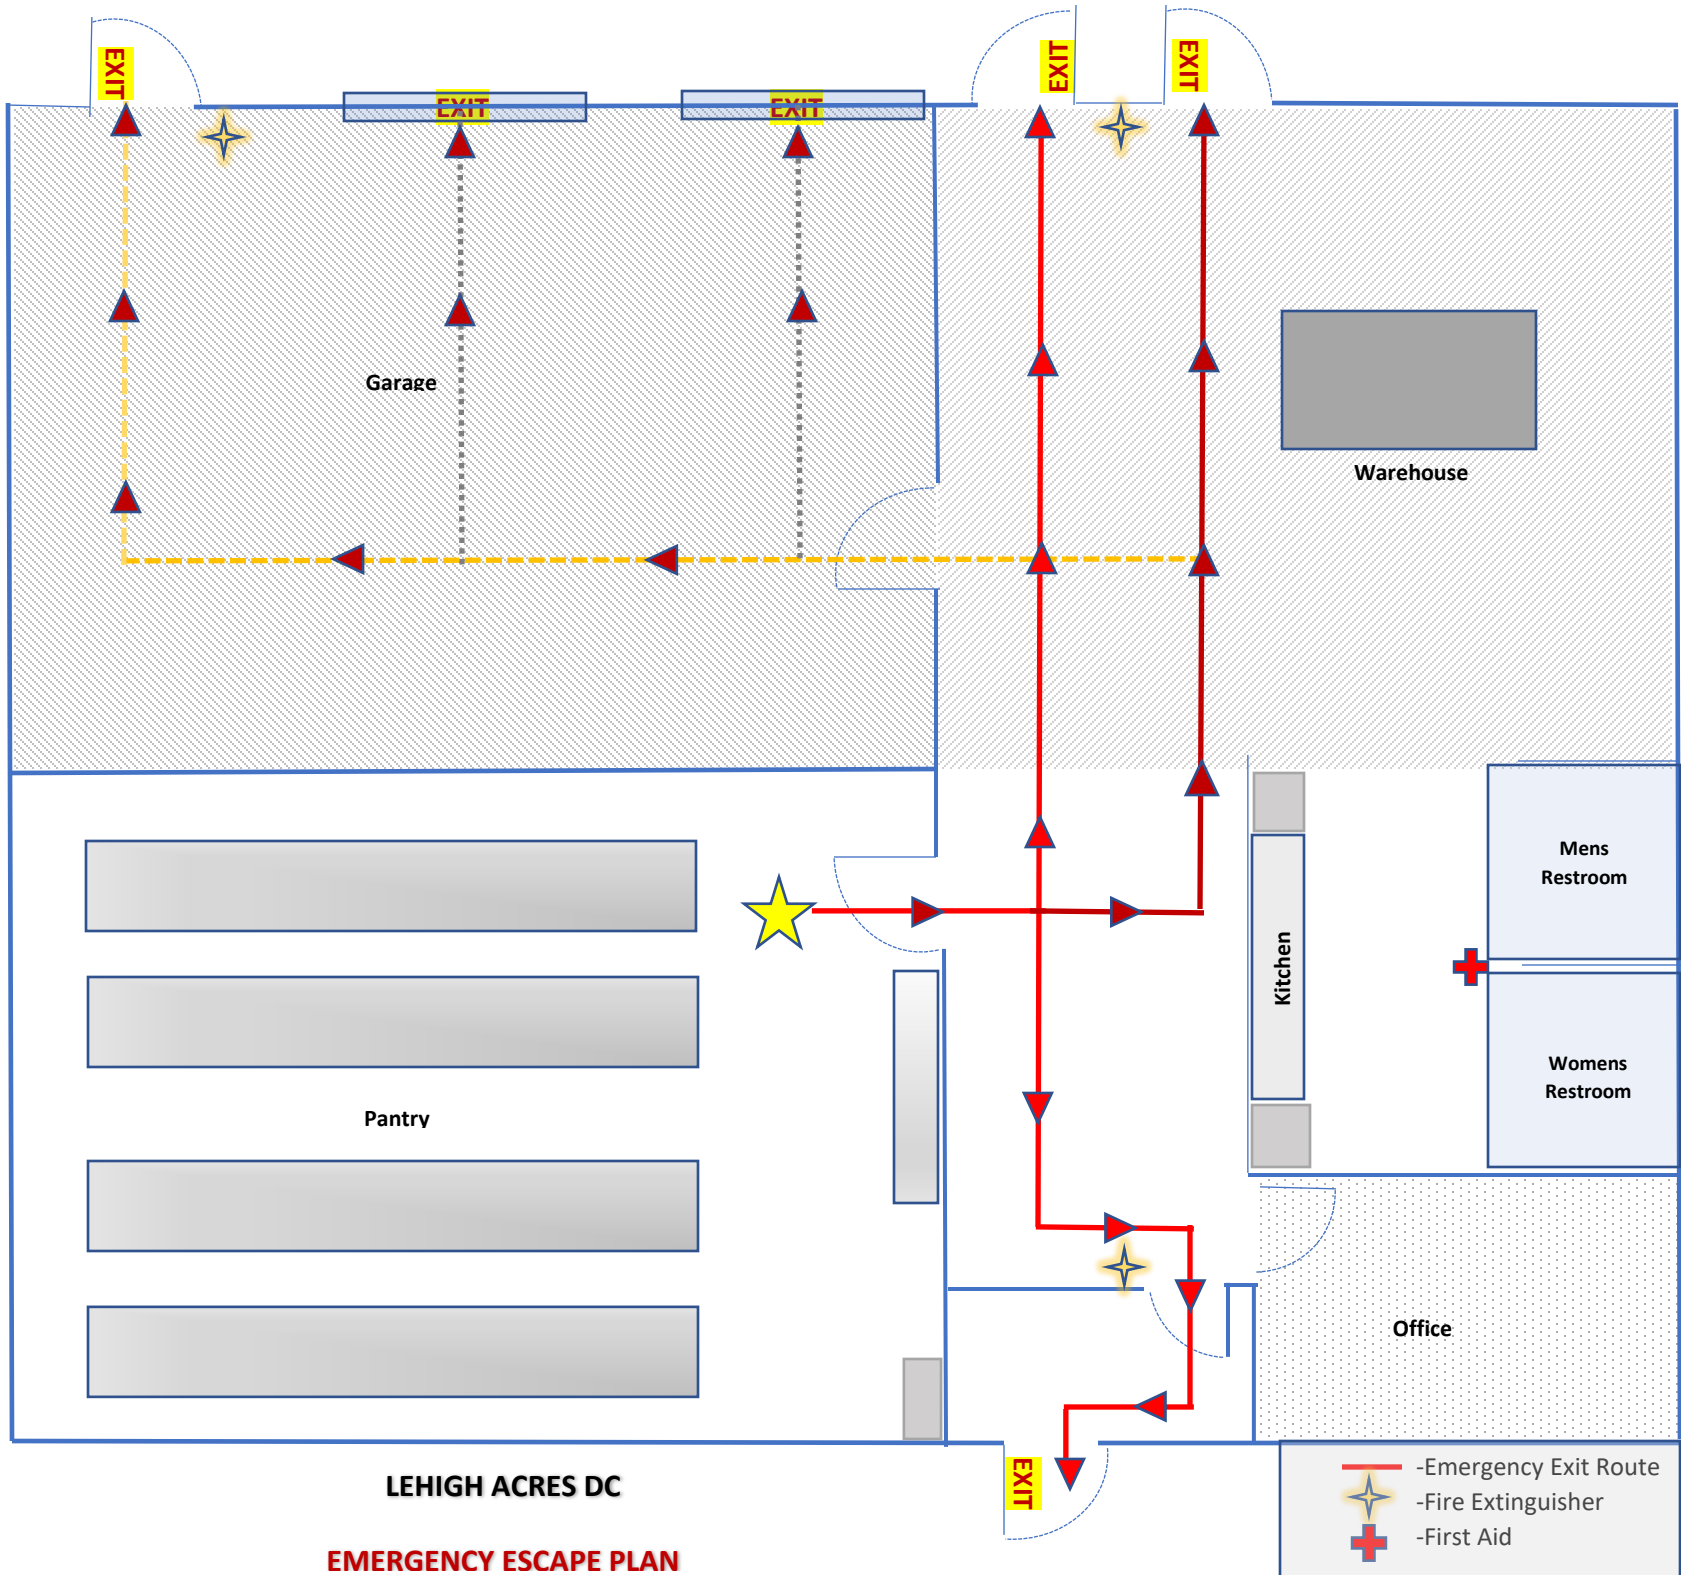 EXIT
EXIT
EXIT
EXIT
EXIT
Garage
Warehouse
Mens
Restroom
Kitchen
Womens
Restroom
Pantry
Office
EXIT
LEHIGH ACRES DC
EMERGENCY ESCAPE PLAN
-Emergency Exit Route
-Fire Extinguisher
-First Aid